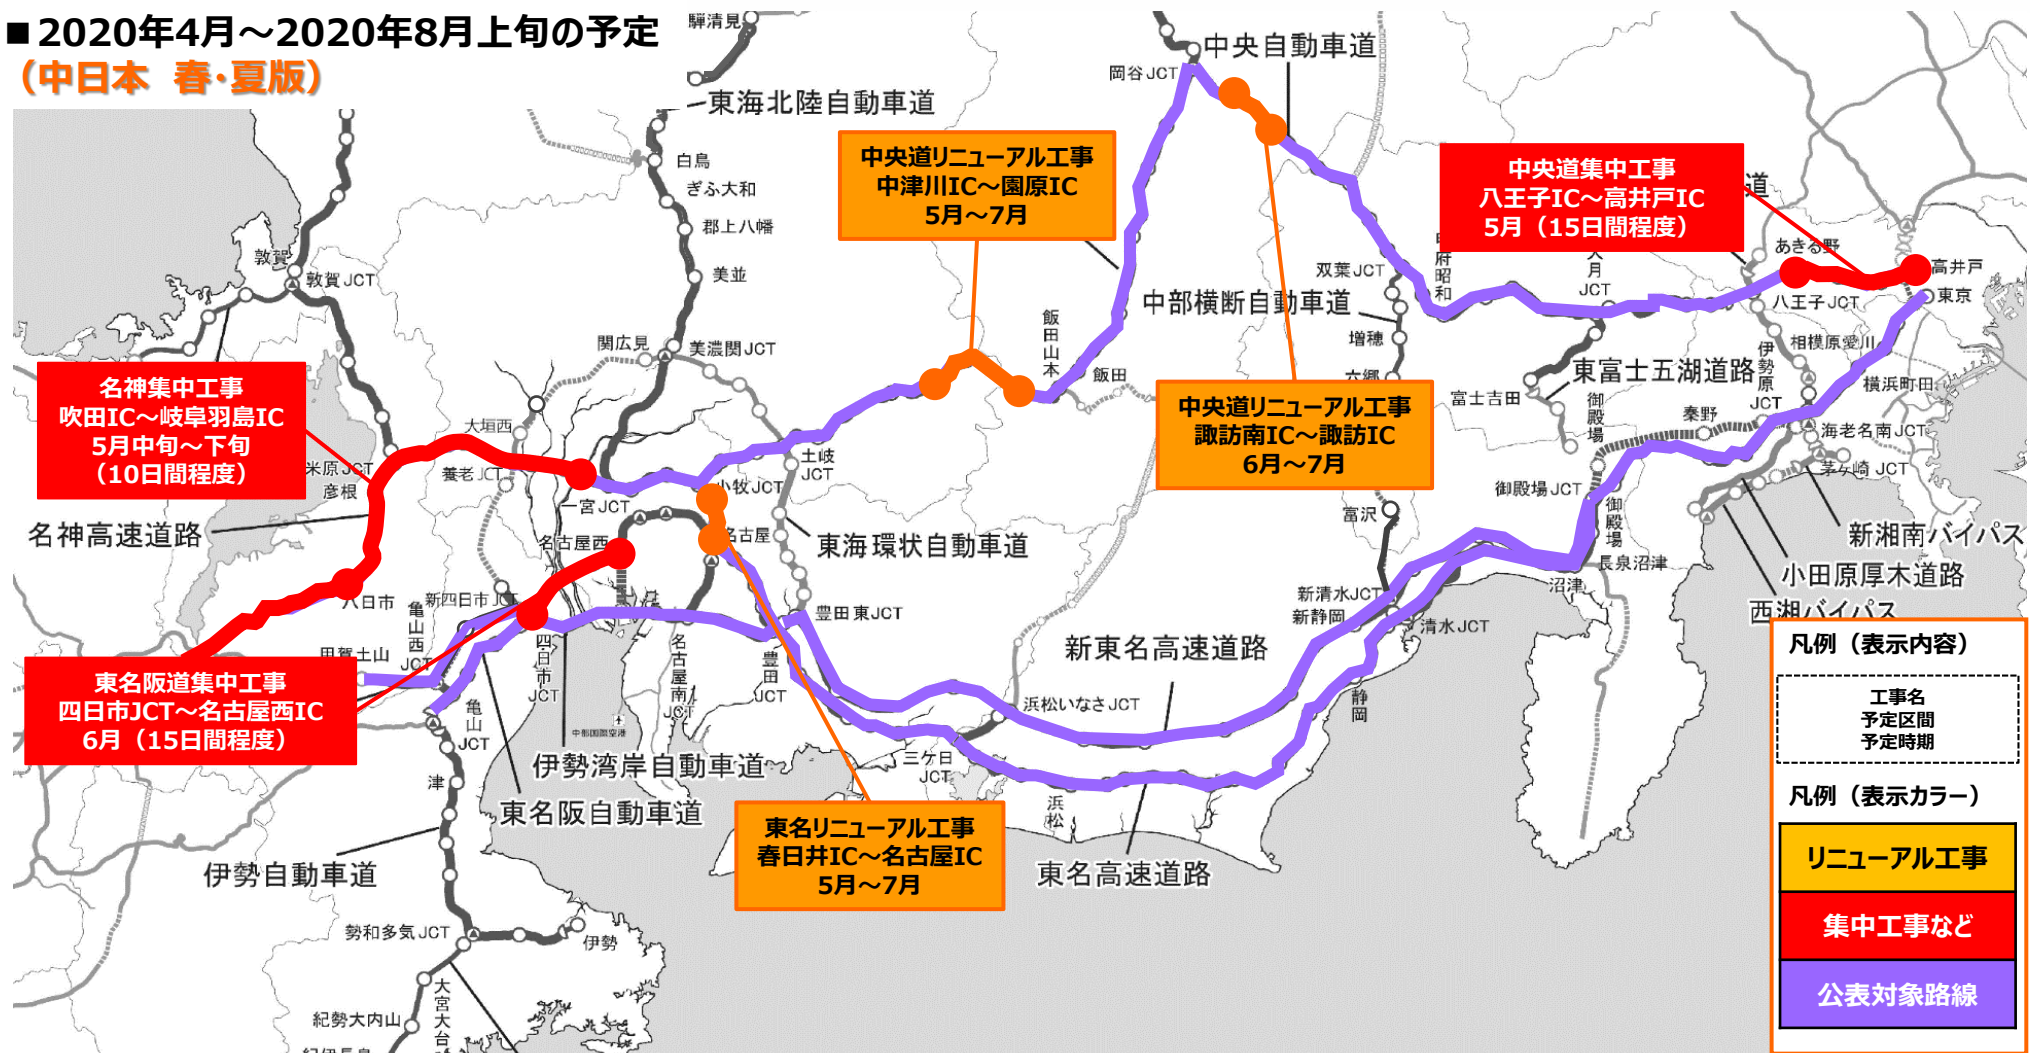 ■2020年4月～2020年8月上旬の予定
（中日本 春・夏版）
東海北陸自動車道
白鳥
ぎふ大和
郡上八幡
美並
関広見
美濃関JCT
敦賀
敦賀JCT
中央自動車道
岡谷JCT
中央道リニューアル工事
中津川IC～園原IC
5月～7月
中央道集中工事
八王子IC～高井戸IC
5月（15日間程度）
道
あきる野
高井戸
東京
八王子JCT
双葉JCT
中部横断自動車道
増穂
大月JCT
相模原愛川
伊勢原JCT
横浜町田
東富士五湖道路
富士吉田
御殿場
秦野
海老名南JCT
茅ヶ崎JCT
飯田山本
飯田
名神集中工事
吹田IC～岐阜羽島IC
5月中旬～下旬
（10日間程度）
米原JCT
彦根
名神高速道路
大垣西
養老JCT
一宮JCT
小牧JCT
土岐JCT
名古屋西
名古屋
東海環状自動車道
中央道リニューアル工事
諏訪南IC～諏訪IC
6月～7月
富沢
御殿場JCT
御殿場
長泉沼津
沼津
新湘南バイパス
小田原厚木道路
西湘バイパス
八日市
亀山西JCT
新四日市JCT
四日市JCT
名古屋南JCT
豊田JCT
豊田東JCT
新東名高速道路
新清水JCT
新静岡
清水JCT
静岡
甲賀土山
東名阪道集中工事
四日市JCT～名古屋西IC
6月（15日間程度）
亀山JCT
津
中部国際空港
伊勢湾岸自動車道
東名阪自動車道
伊勢自動車道
浜松いなさJCT
三ケ日JCT
浜松
東名リニューアル工事
春日井IC～名古屋IC
5月～7月
東名高速道路
勢和多気JCT
伊勢
大宮大台
紀勢大内山
凡例（表示内容）
工事名
予定区間
予定時期
凡例（表示カラー）
リニューアル工事
集中工事など
公表対象路線